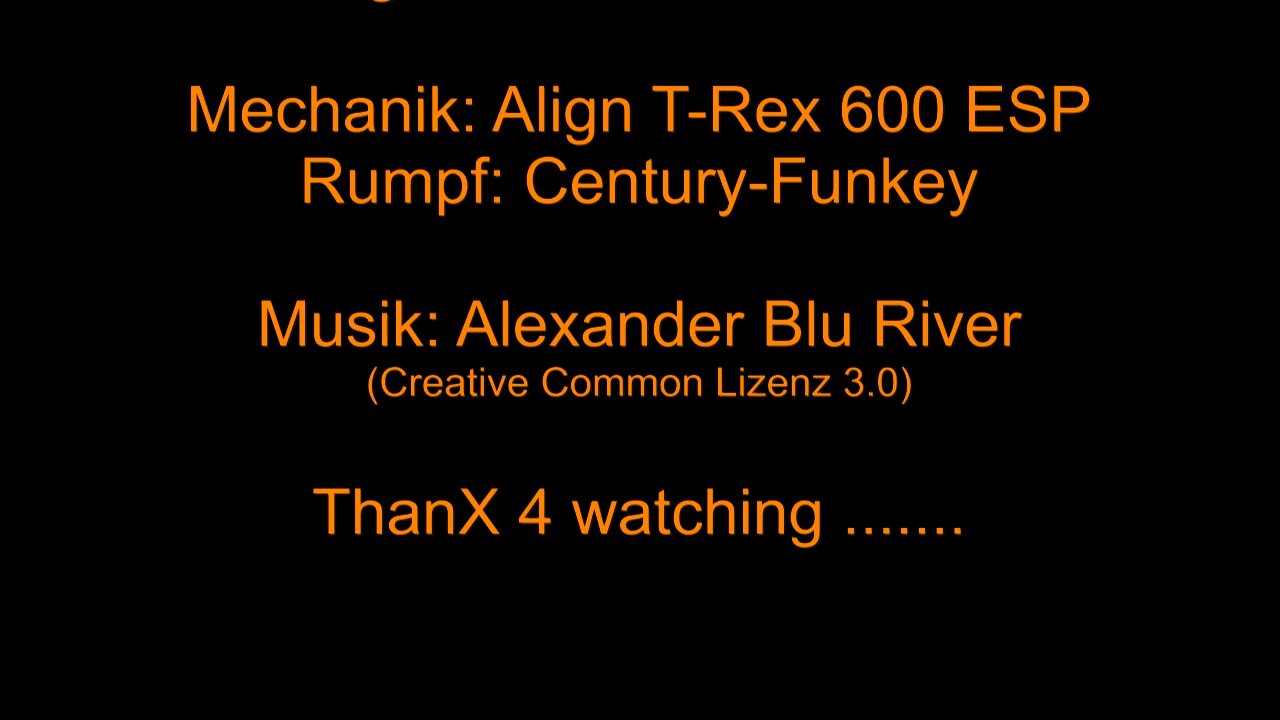 Mechanik: Align T-Rex 600 ESP
Rumpf: Century-Funkey
Musik: Alexander Blu River
(Creative Common Lizenz 3.0)
ThanX 4 watching .......